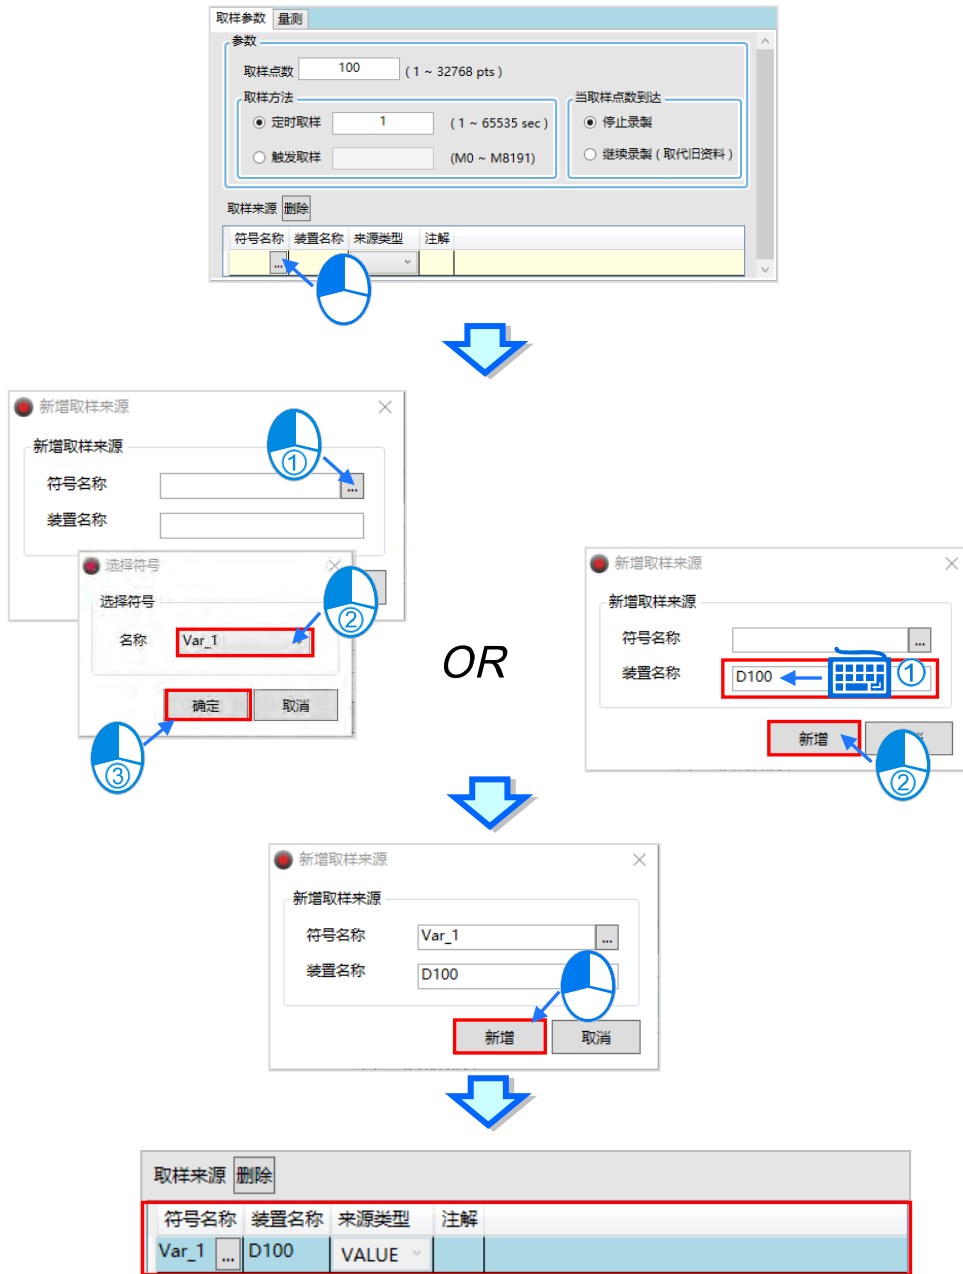 取样参数 量测
参数
取样点数 100 ( 1 ~ 32768 pts )
取样方法
当取样点数到达
定时取样 1 ( 1 ~ 65535 sec )
停止录製
触发取样 (M0 ~ M8191)
继续录製 ( 取代旧资料 )
取样来源 删除
符号名称 装置名称 来源类型 注解
...
新增取样来源
新增取样来源
①
符号名称 ...
装置名称
选择符号
选择符号
②
名称 Var_1
确定 取消
③
OR
新增取样来源
新增取样来源
符号名称 ...
装置名称 D100 ①
新增
②
新增取样来源
新增取样来源
符号名称 Var_1 ...
装置名称 D100
新增 取消
取样来源 删除
符号名称 装置名称 来源类型 注解
Var_1 ... D100 VALUE